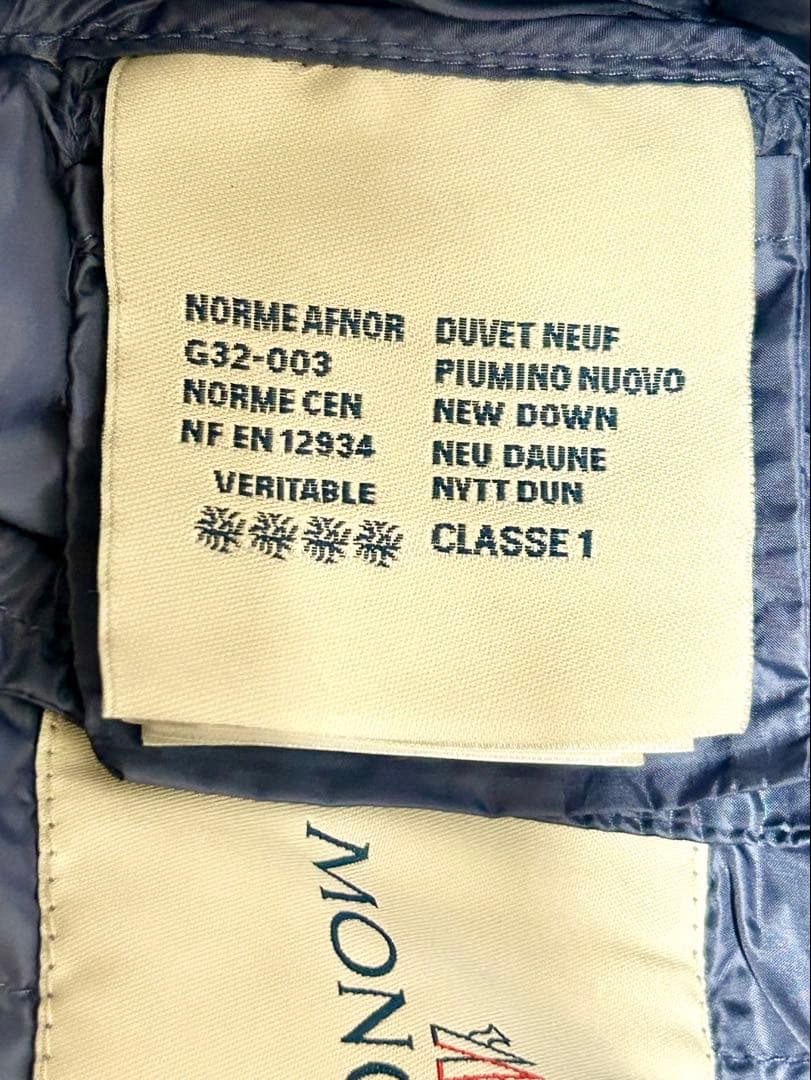 NORME AFNOR
G32-003
NORME CEN
NF EN 12934
VERITABLE
DUVET NEUF
PIUMINO NUOVO
NEW DOWN
NEU DAUNE
NYTT DUN
CLASSE 1
MONC